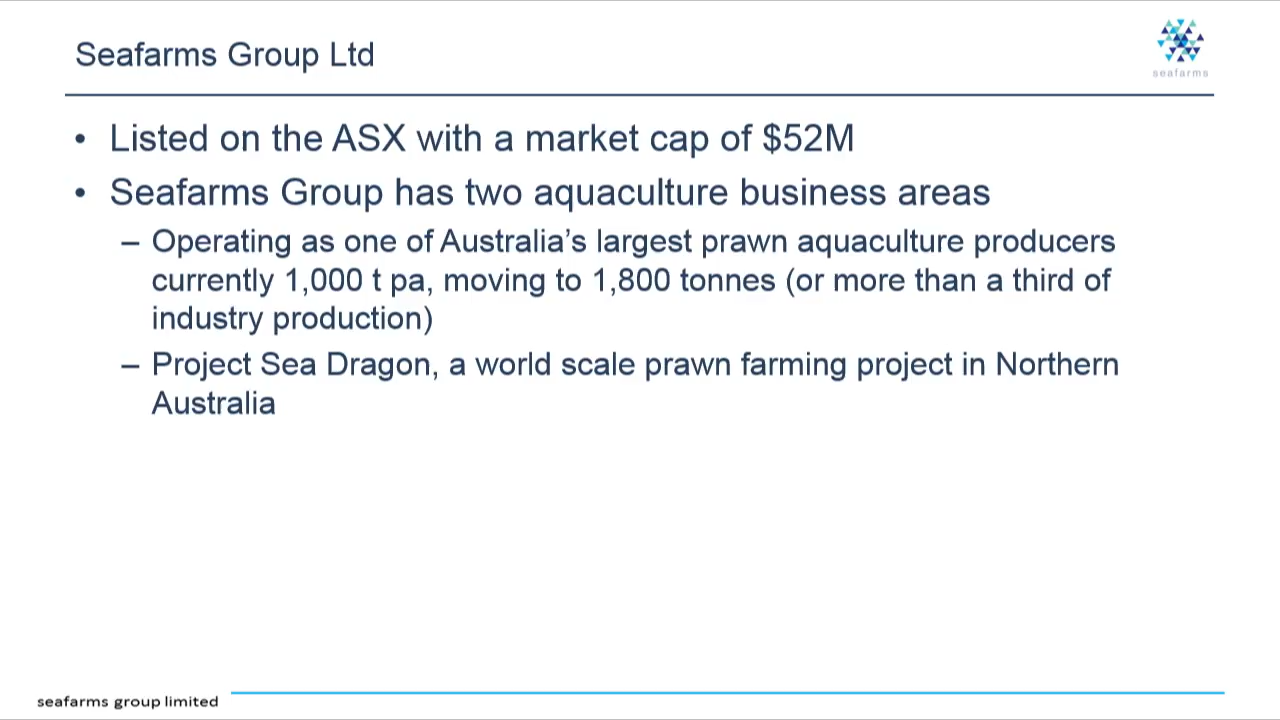 Seafarms Group Ltd
seafarms
• Listed on the ASX with a market cap of $52M
• Seafarms Group has two aquaculture business areas
– Operating as one of Australia’s largest prawn aquaculture producers
currently 1,000 t pa, moving to 1,800 tonnes (or more than a third of
industry production)
– Project Sea Dragon, a world scale prawn farming project in Northern
Australia
seafarms group limited